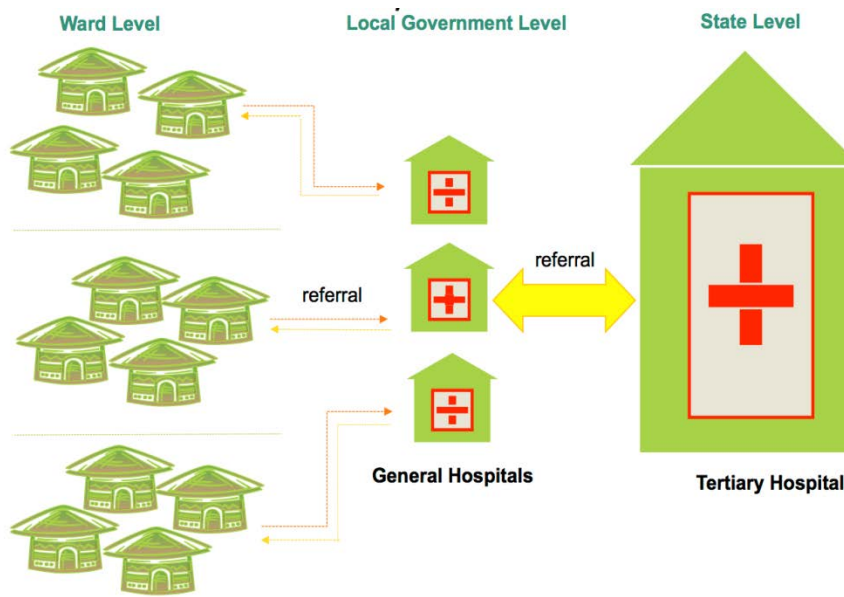 Ward Level
Local Government Level
State Level
referral
referral
General Hospitals
Tertiary Hospital